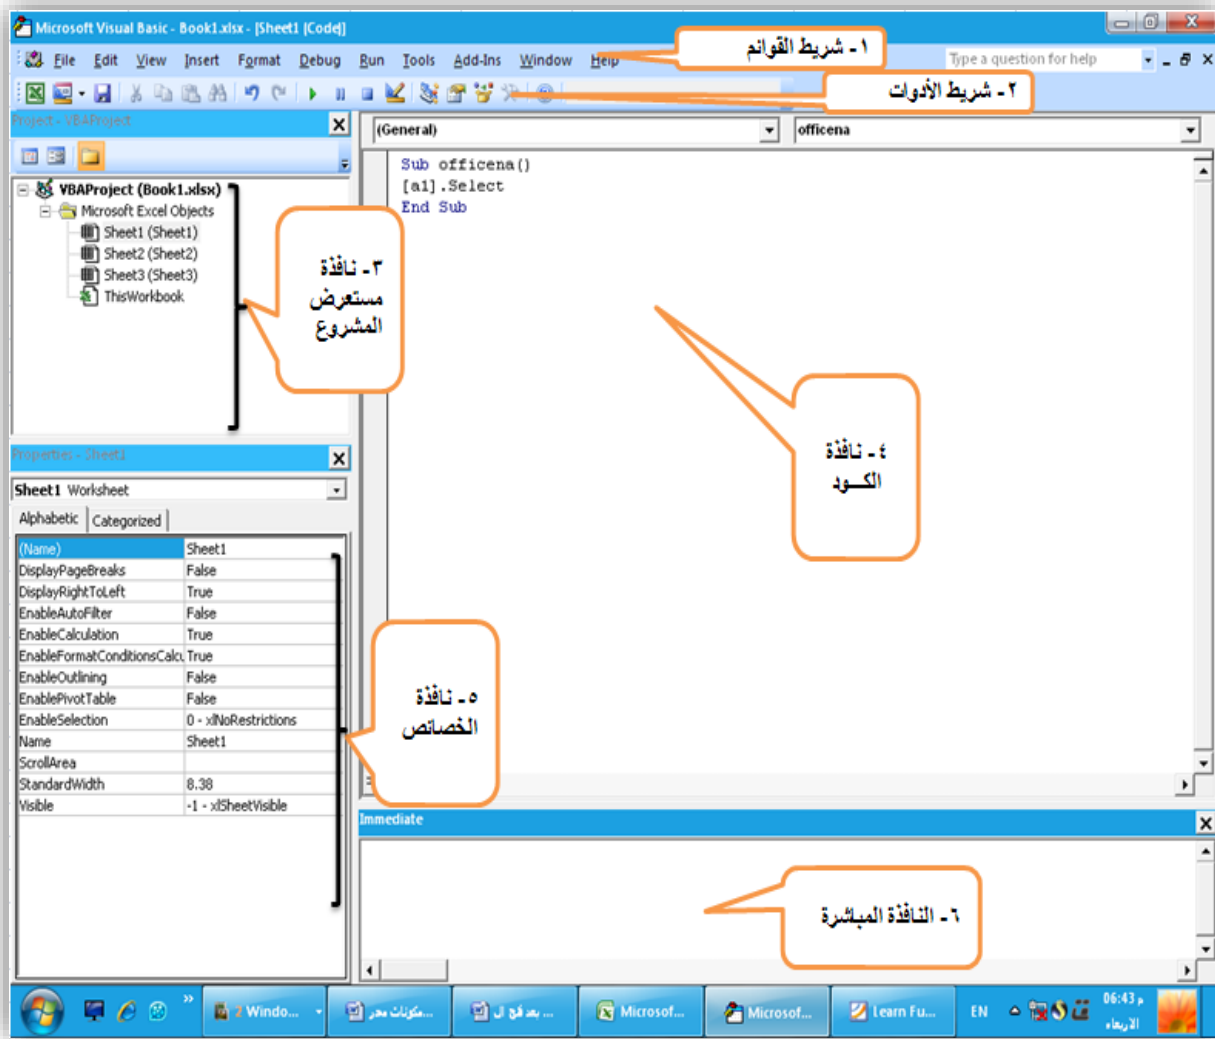 Microsoft Visual Basic - Book1.xlsx - [Sheet1 (Code)]
File Edit View Insert Format Debug Run Tools Add-Ins Window Help
Type a question for help
١ - شريط القوائم
٢ - شريط الأدوات
Project - VBAProject
VBAProject (Book1.xlsx)
Microsoft Excel Objects
Sheet1 (Sheet1)
Sheet2 (Sheet2)
Sheet3 (Sheet3)
ThisWorkbook
٣ - نافذة
مستعرض
المشروع
(General)
officena
Sub officena()
[a1].Select
End Sub
٤ - نافذة
الكـــود
Properties - Sheet1
Sheet1 Worksheet
Alphabetic Categorized
(Name) Sheet1
DisplayPageBreaks False
DisplayRightToLeft True
EnableAutoFilter False
EnableCalculation True
EnableFormatConditionsCalcu True
EnableOutlining False
EnablePivotTable False
EnableSelection 0 - xlNoRestrictions
Name Sheet1
ScrollArea
StandardWidth 8.38
Visible -1 - xlSheetVisible
٥ - نافذة
الخصائص
Immediate
٦ - النافذة المباشرة
2 Windo...
مكونات محرر...
بعد فتح ال ...
Microsof...
Microsof...
Learn Fu...
EN
06:43 م
الأربعاء